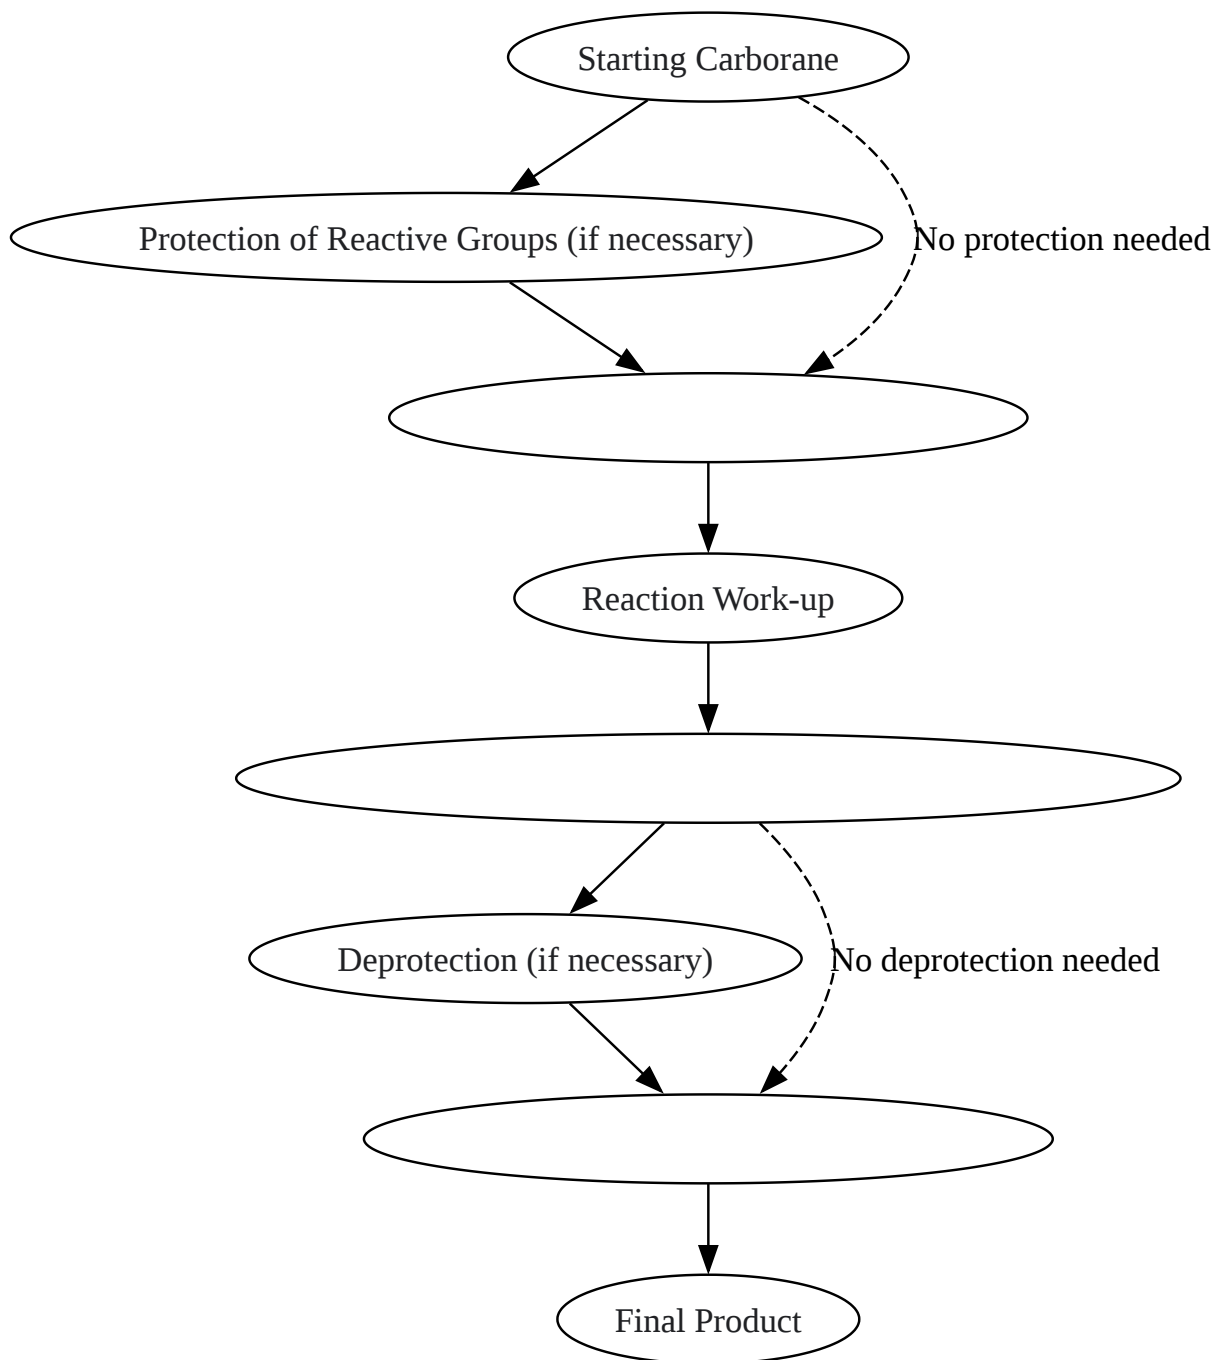 Starting Carborane
Protection of Reactive Groups (if necessary)
No protection needed
Reaction Work-up
Deprotection (if necessary)
No deprotection needed
Final Product